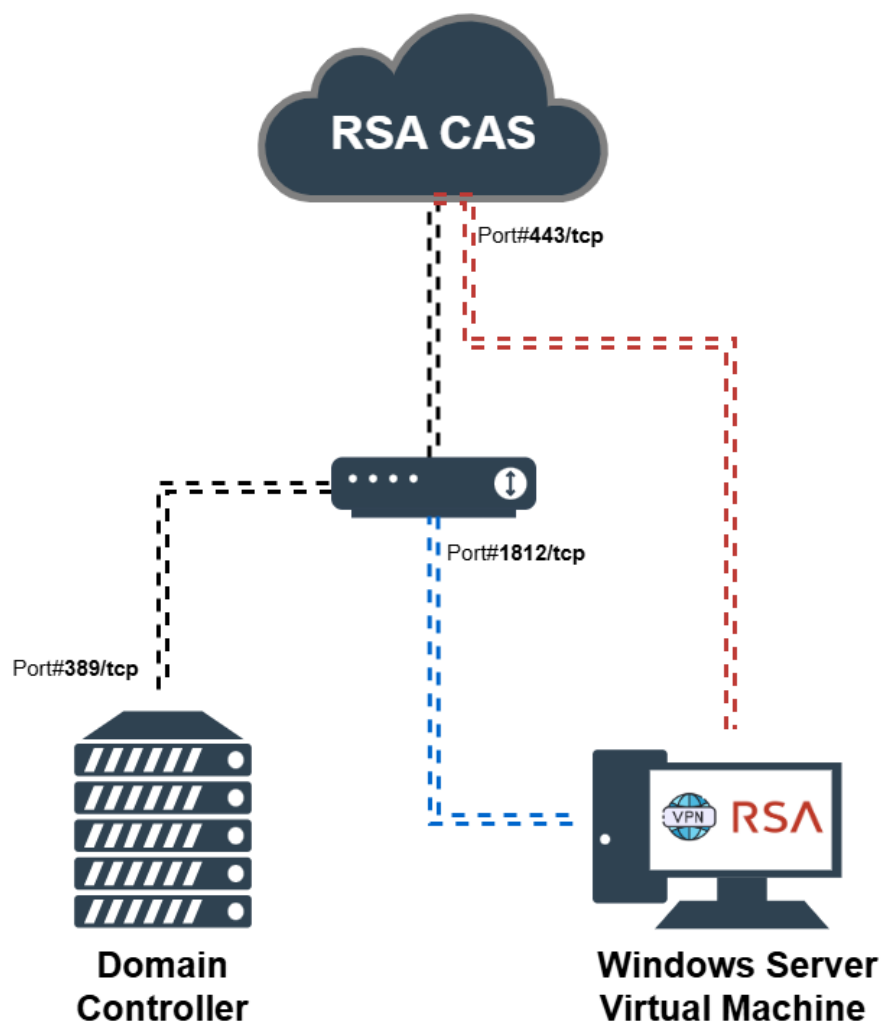 RSA CAS
Port#443/tcp
Port#1812/tcp
Port#389/tcp
VPN
RSA
Domain
Controller
Windows Server
Virtual Machine